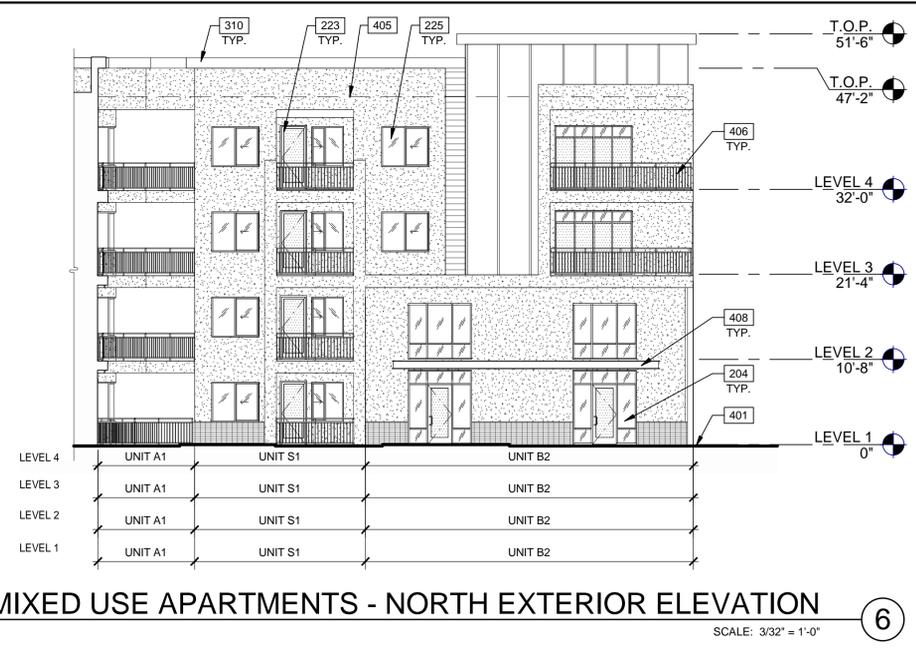 310
TYP.
223
TYP.
405
225
TYP.
T.O.P.
51'-6"
T.O.P.
47'-2"
406
TYP.
LEVEL 4
32'-0"
LEVEL 3
21'-4"
408
TYP.
LEVEL 2
10'-8"
204
TYP.
401
LEVEL 1
0"
LEVEL 4 UNIT A1 UNIT S1 UNIT B2
LEVEL 3 UNIT A1 UNIT S1 UNIT B2
LEVEL 2 UNIT A1 UNIT S1 UNIT B2
LEVEL 1 UNIT A1 UNIT S1 UNIT B2
MIXED USE APARTMENTS - NORTH EXTERIOR ELEVATION
SCALE: 3/32" = 1'-0"
6